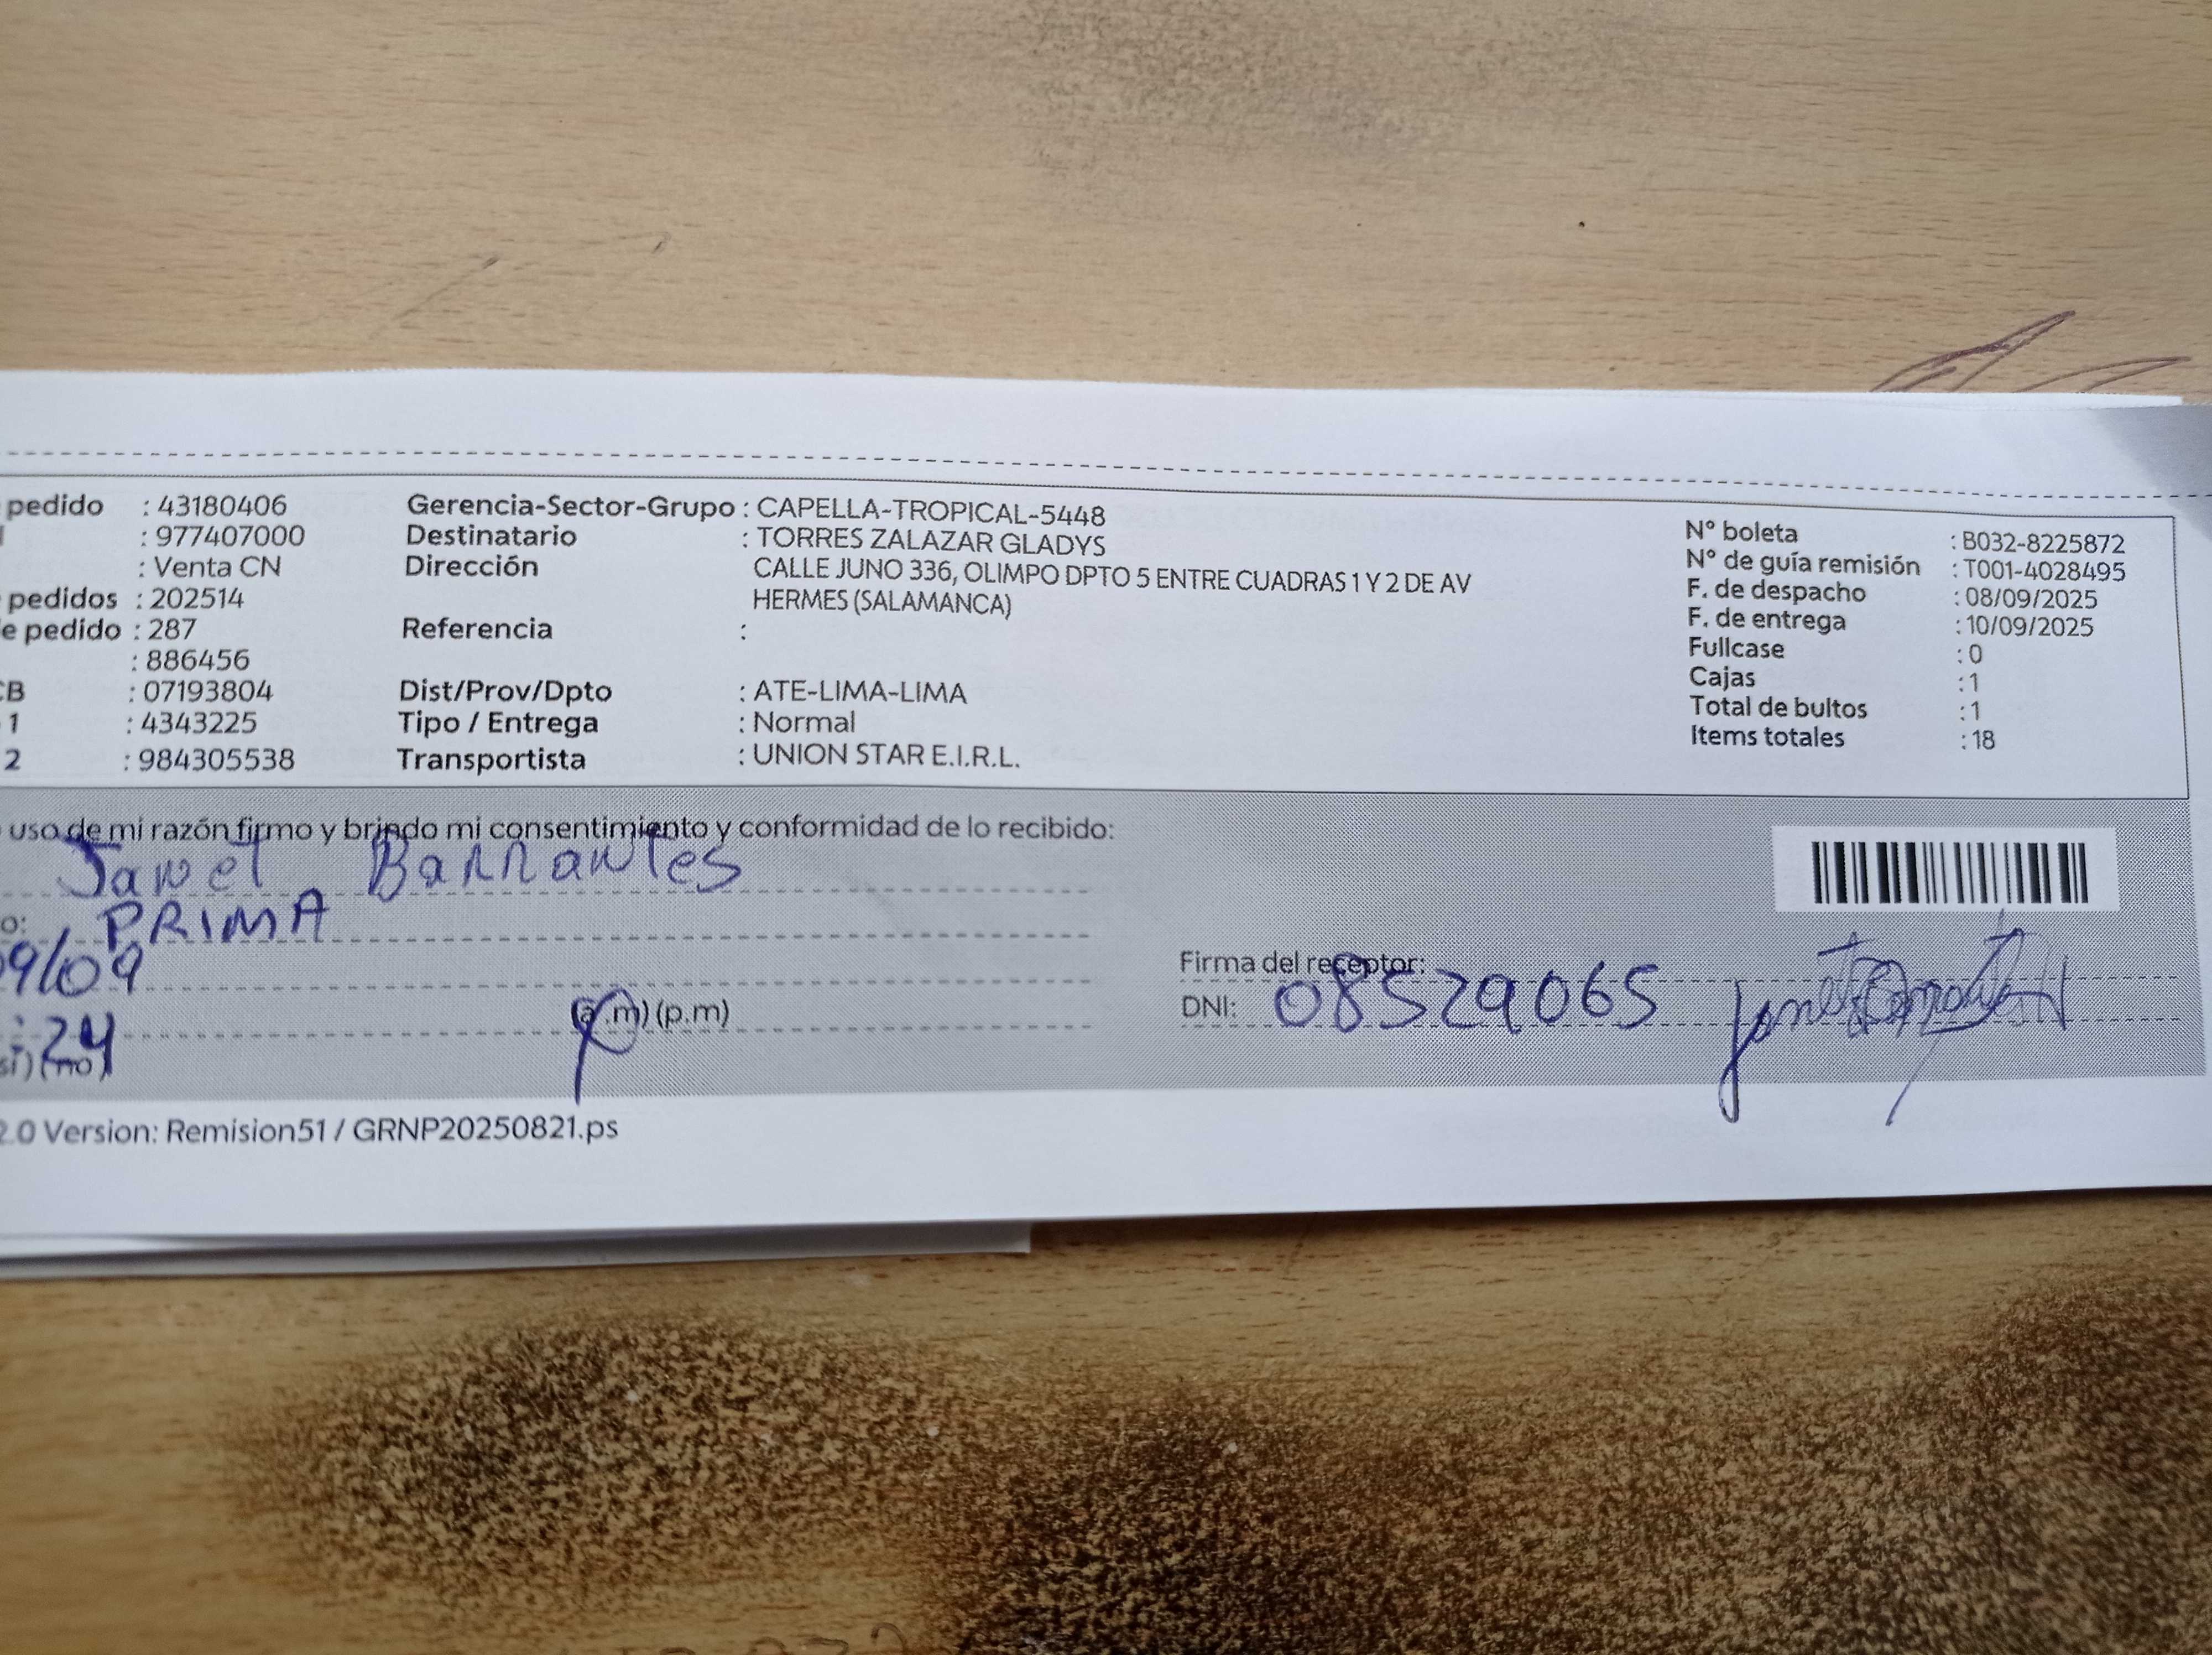 pedido : 43180406
: 977407000
: Venta CN
pedidos : 202514
e pedido : 287
: 886456
CB : 07193804
1 : 4343225
2 : 984305538
Gerencia-Sector-Grupo : CAPELLA-TROPICAL-5448
Destinatario : TORRES ZALAZAR GLADYS
Dirección CALLE JUNO 336, OLIMPO DPTO 5 ENTRE CUADRAS 1 Y 2 DE AV
HERMES (SALAMANCA)
Referencia :
Dist/Prov/Dpto : ATE-LIMA-LIMA
Tipo / Entrega : Normal
Transportista : UNION STAR E.I.R.L.
N° boleta : B032-8225872
N° de guía remisión : T001-4028495
F. de despacho : 08/09/2025
F. de entrega : 10/09/2025
Fullcase : 0
Cajas : 1
Total de bultos : 1
Items totales : 18
uso de mi razón firmo y brindo mi consentimiento y conformidad de lo recibido:
Janet Barrantes
o: PRIMA
09/09
: 24 (a.m) (p.m)
si) (no)
Firma del receptor:
DNI: 08529065
2.0 Version: Remision51 / GRNP20250821.ps